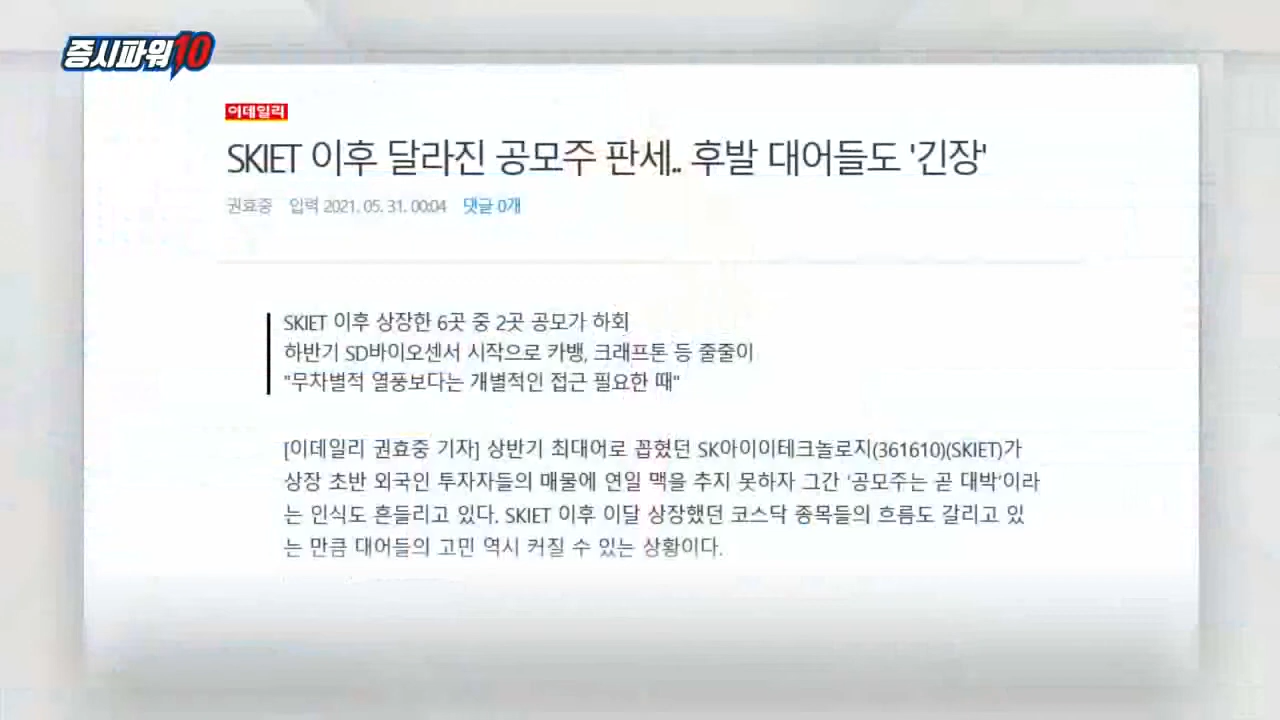 증시파워10
이데일리
SKIET 이후 달라진 공모주 판세.. 후발 대어들도 '긴장'
권효중 입력 2021. 05. 31. 00:04 댓글 0개
SKIET 이후 상장한 6곳 중 2곳 공모가 하회
하반기 SD바이오센서 시작으로 카뱅, 크래프톤 등 줄줄이
"무차별적 열풍보다는 개별적인 접근 필요한 때"
[이데일리 권효중 기자] 상반기 최대어로 꼽혔던 SK아이이테크놀로지(361610)(SKIET)가
상장 초반 외국인 투자자들의 매물에 연일 맥을 추지 못하자 그간 '공모주는 곧 대박'이라
는 인식도 흔들리고 있다. SKIET 이후 이달 상장했던 코스닥 종목들의 흐름도 갈리고 있
는 만큼 대어들의 고민 역시 커질 수 있는 상황이다.